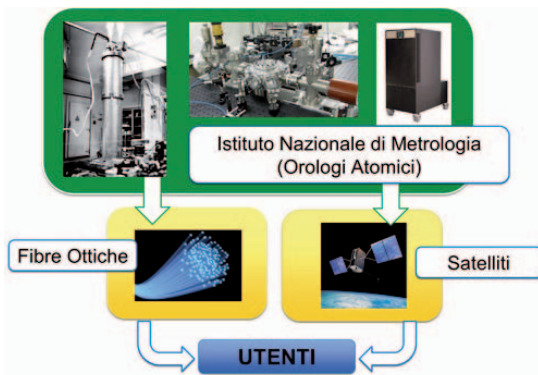 Istituto Nazionale di Metrologia
(Orologi Atomici)
Fibre Ottiche
Satelliti
UTENTI